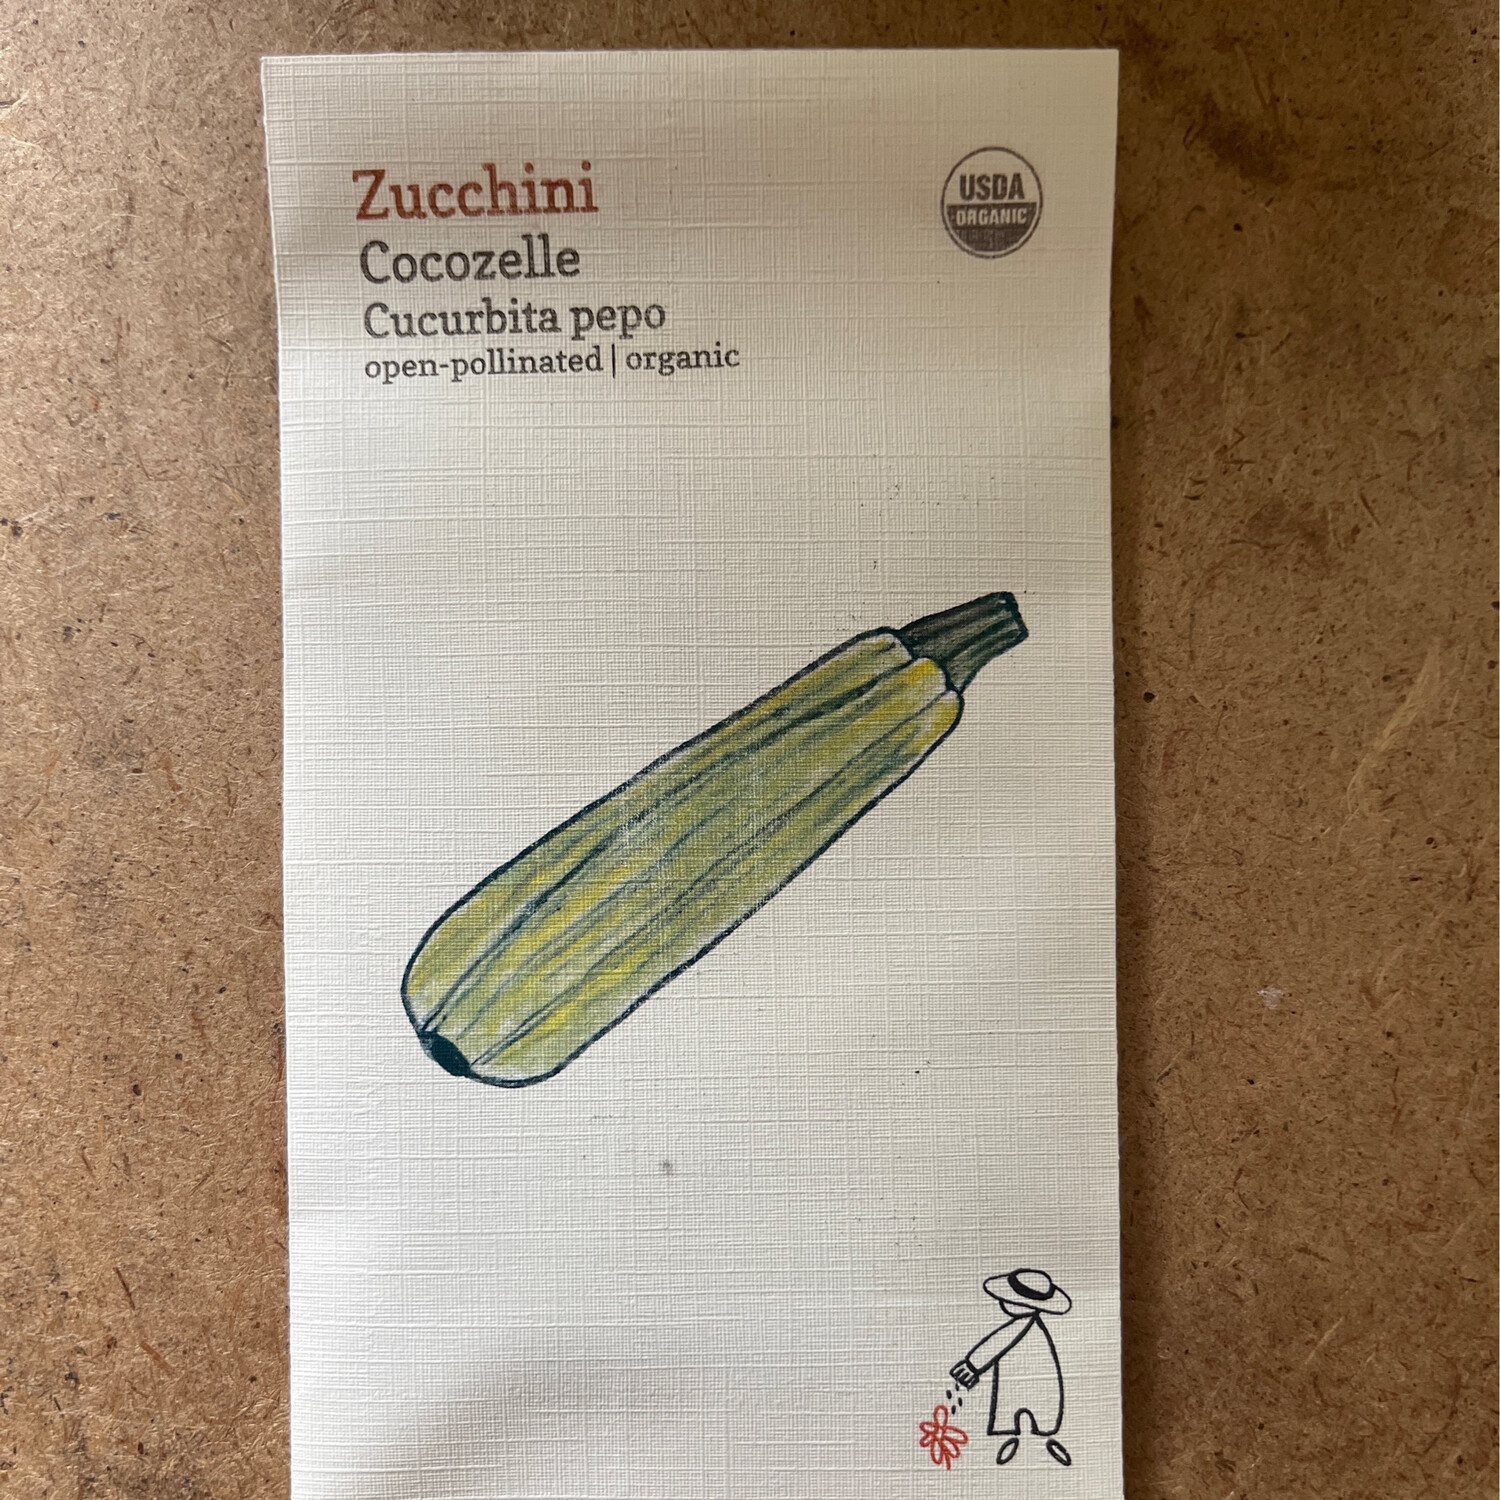 Zucchini
USDA
ORGANIC
Cocozelle
Cucurbita pepo
open-pollinated | organic